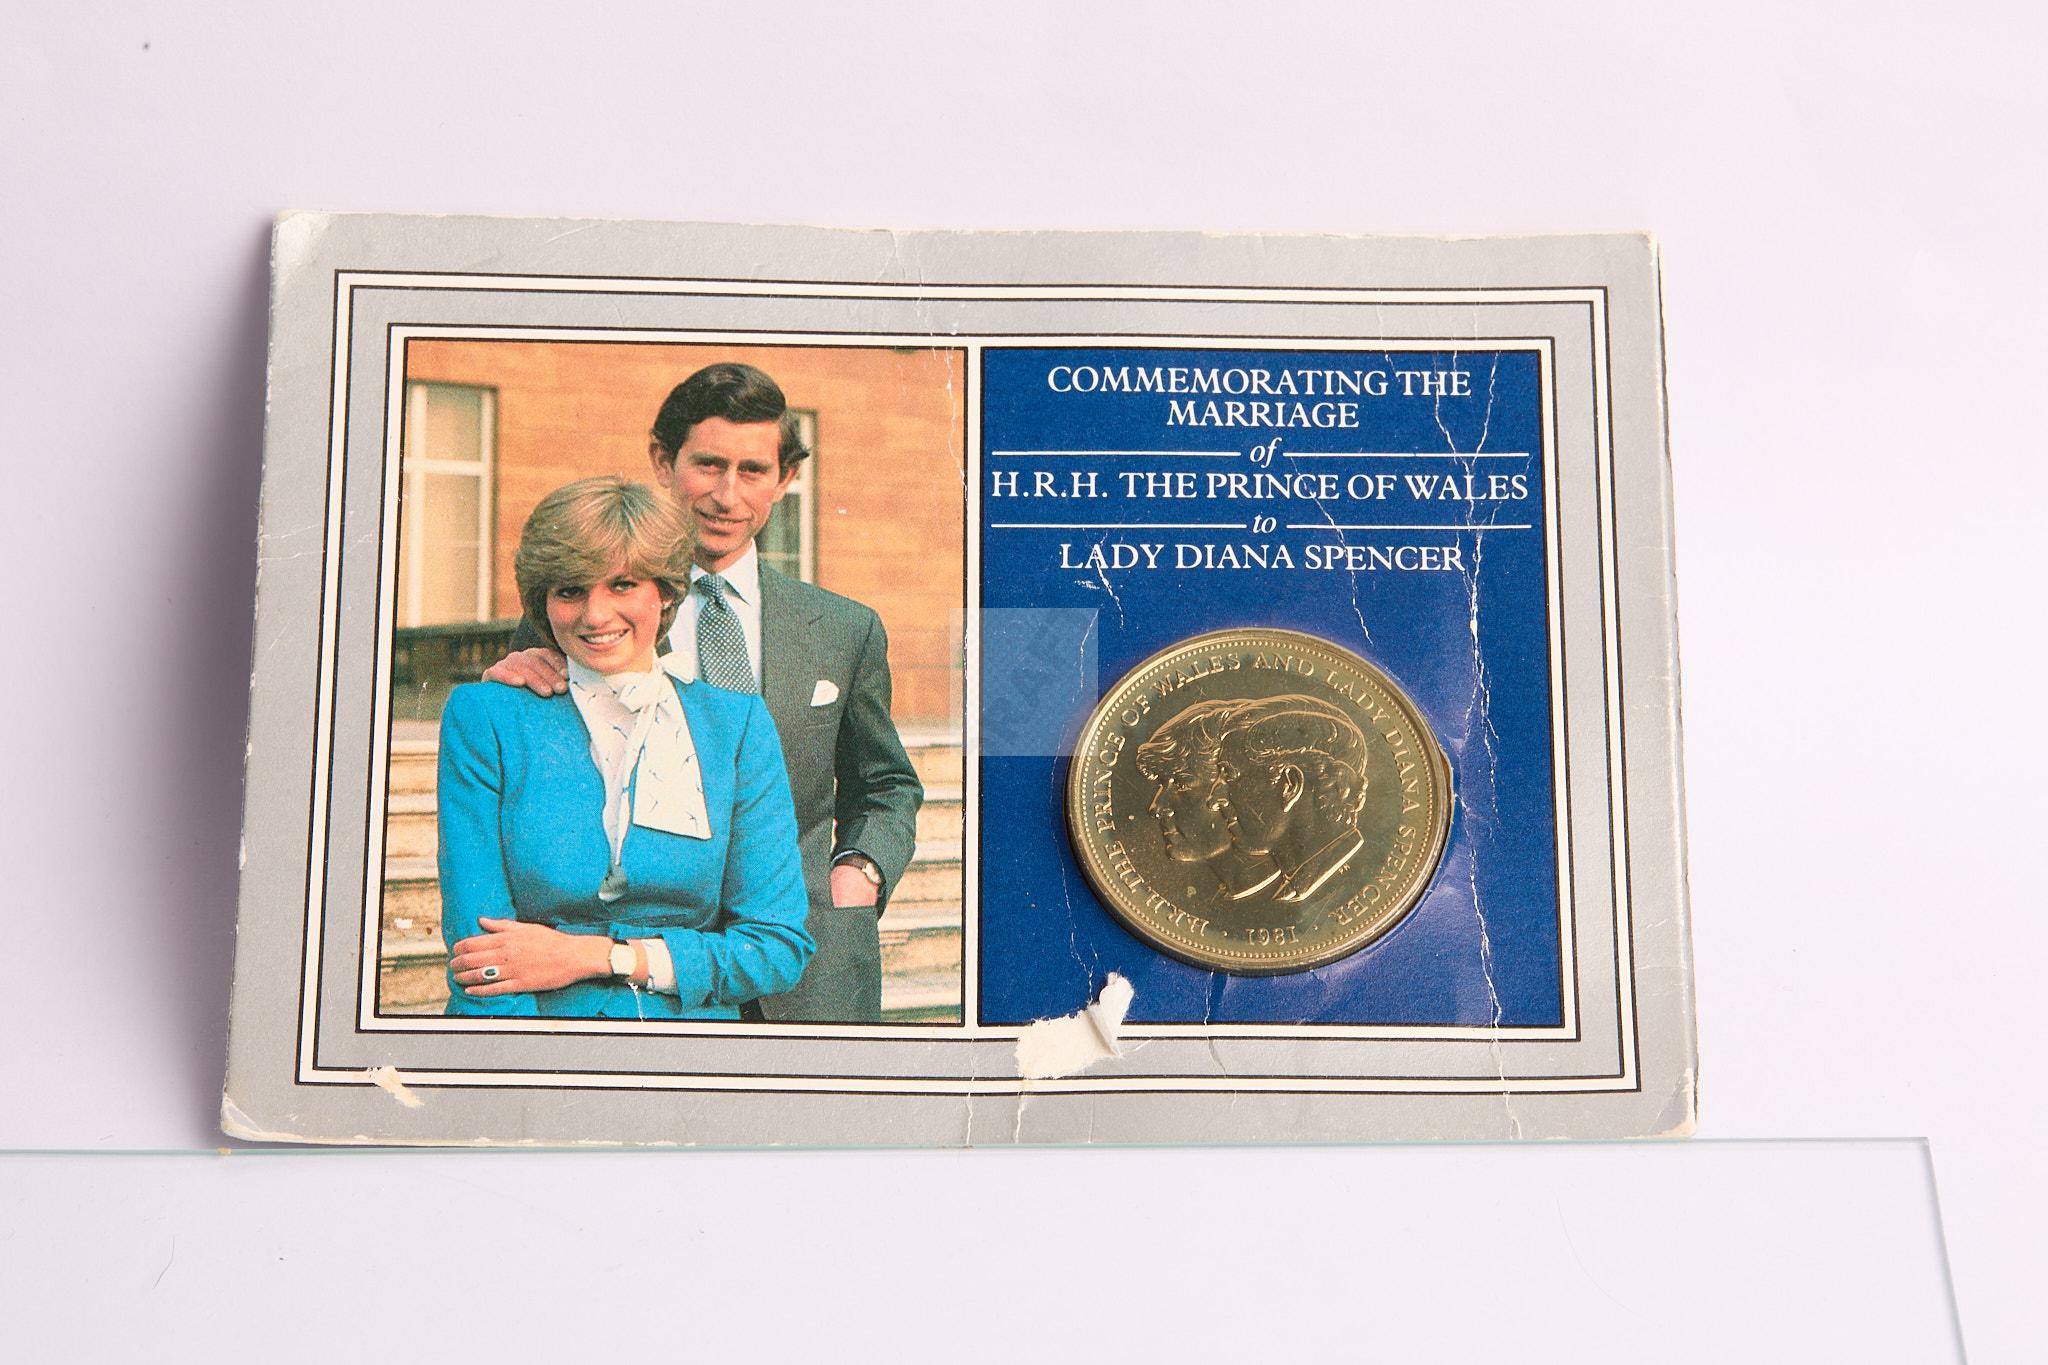 COMMEMORATING THE
MARRIAGE
of
H.R.H. THE PRINCE OF WALES
to
LADY DIANA SPENCER
H.R.H. THE PRINCE OF WALES AND LADY DIANA SPENCER
· 1981 ·